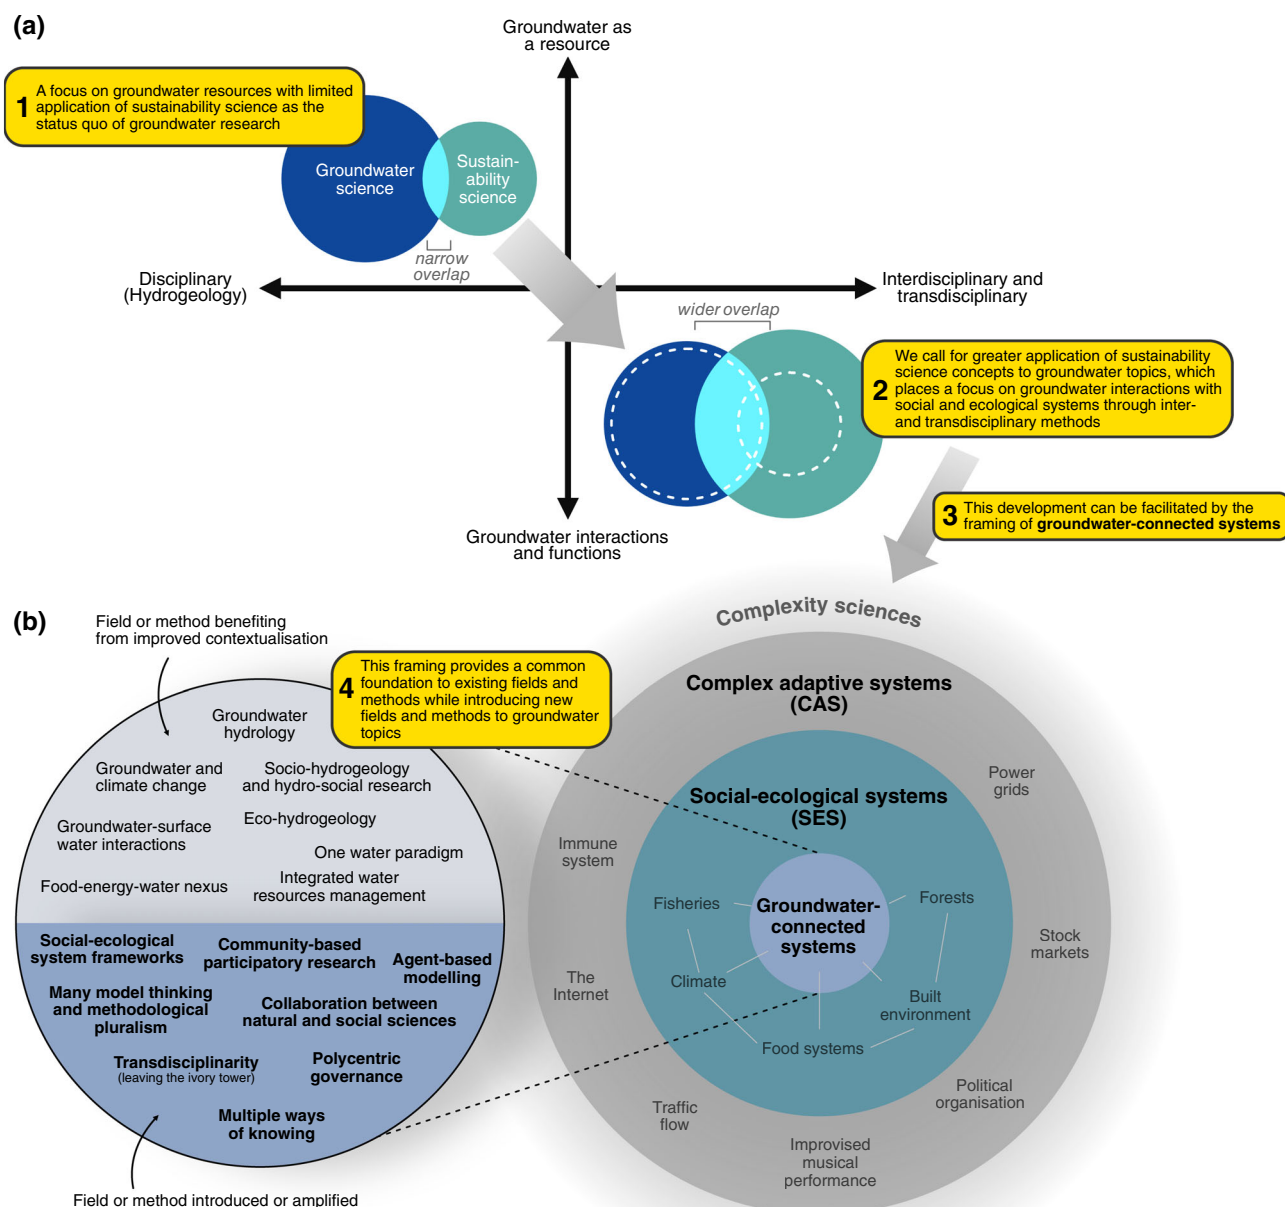 (a)
Groundwater as
a resource
1
A focus on groundwater resources with limited
application of sustainability science as the
status quo of groundwater research
Groundwater
science
Sustain-
ability
science
narrow
overlap
Disciplinary
(Hydrogeology)
Interdisciplinary and
transdisciplinary
wider overlap
2
We call for greater application of sustainability
science concepts to groundwater topics, which
places a focus on groundwater interactions with
social and ecological systems through inter-
and transdisciplinary methods
3
This development can be facilitated by the
framing of groundwater-connected systems
Groundwater interactions
and functions
(b)
Field or method benefiting
from improved contextualisation
4
This framing provides a common
foundation to existing fields and
methods while introducing new
fields and methods to groundwater
topics
Groundwater
hydrology
Groundwater and
climate change
Socio-hydrogeology
and hydro-social research
Groundwater-surface
water interactions
Eco-hydrogeology
One water paradigm
Food-energy-water nexus
Integrated water
resources management
Social-ecological
system frameworks
Community-based
participatory research
Agent-based
modelling
Many model thinking
and methodological
pluralism
Collaboration between
natural and social sciences
Transdisciplinarity
(leaving the ivory tower)
Polycentric
governance
Multiple ways
of knowing
Field or method introduced or amplified
Complexity sciences
Complex adaptive systems
(CAS)
Power
grids
Social-ecological systems
(SES)
Immune
system
Fisheries
Groundwater-
connected
systems
Forests
Stock
markets
The
Internet
Climate
Built
environment
Food systems
Political
organisation
Traffic
flow
Improvised
musical
performance